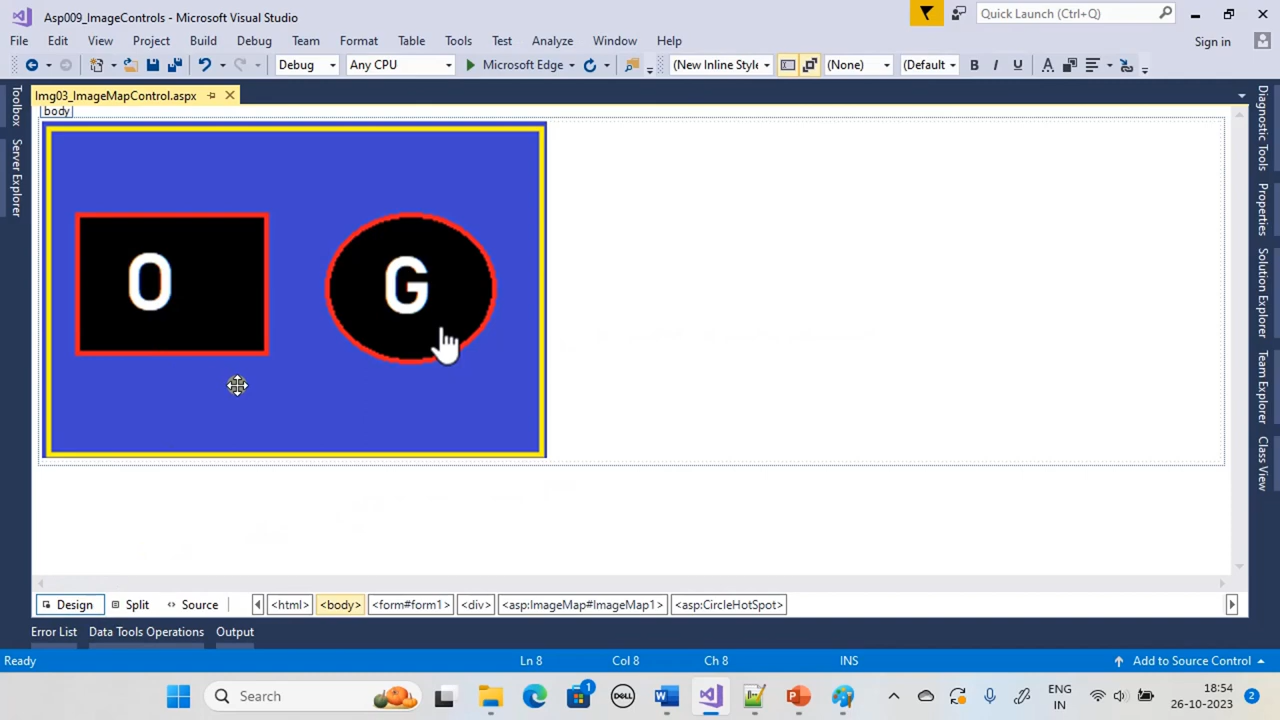 Asp009_ImageControls - Microsoft Visual Studio
Quick Launch (Ctrl+Q)
File Edit View Project Build Debug Team Format Table Tools Test Analyze Window Help
Sign in
Debug Any CPU Microsoft Edge (New Inline Style (None) (Default B I U A
Img03_ImageMapControl.aspx
body
Toolbox
Server Explorer
O G
Diagnostic Tools
Properties
Solution Explorer
Team Explorer
Class View
Design Split Source <html> <body> <form#form1> <div> <asp:ImageMap#ImageMap1> <asp:CircleHotSpot>
Error List Data Tools Operations Output
Ready Ln 8 Col 8 Ch 8 INS Add to Source Control
Search
1
DELL
ENG
IN
18:54
26-10-2023
2